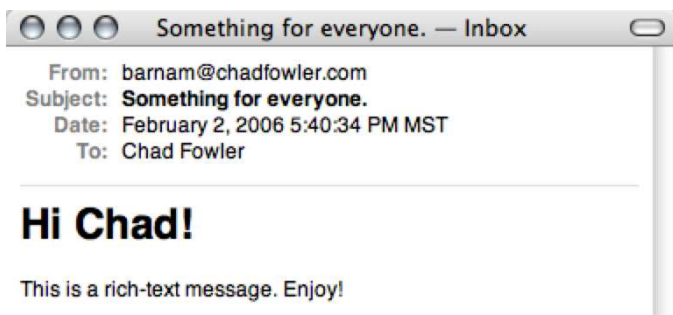 Something for everyone. — Inbox
From: barnam@chadfowler.com
Subject: Something for everyone.
Date: February 2, 2006 5:40:34 PM MST
To: Chad Fowler
Hi Chad!
This is a rich-text message. Enjoy!